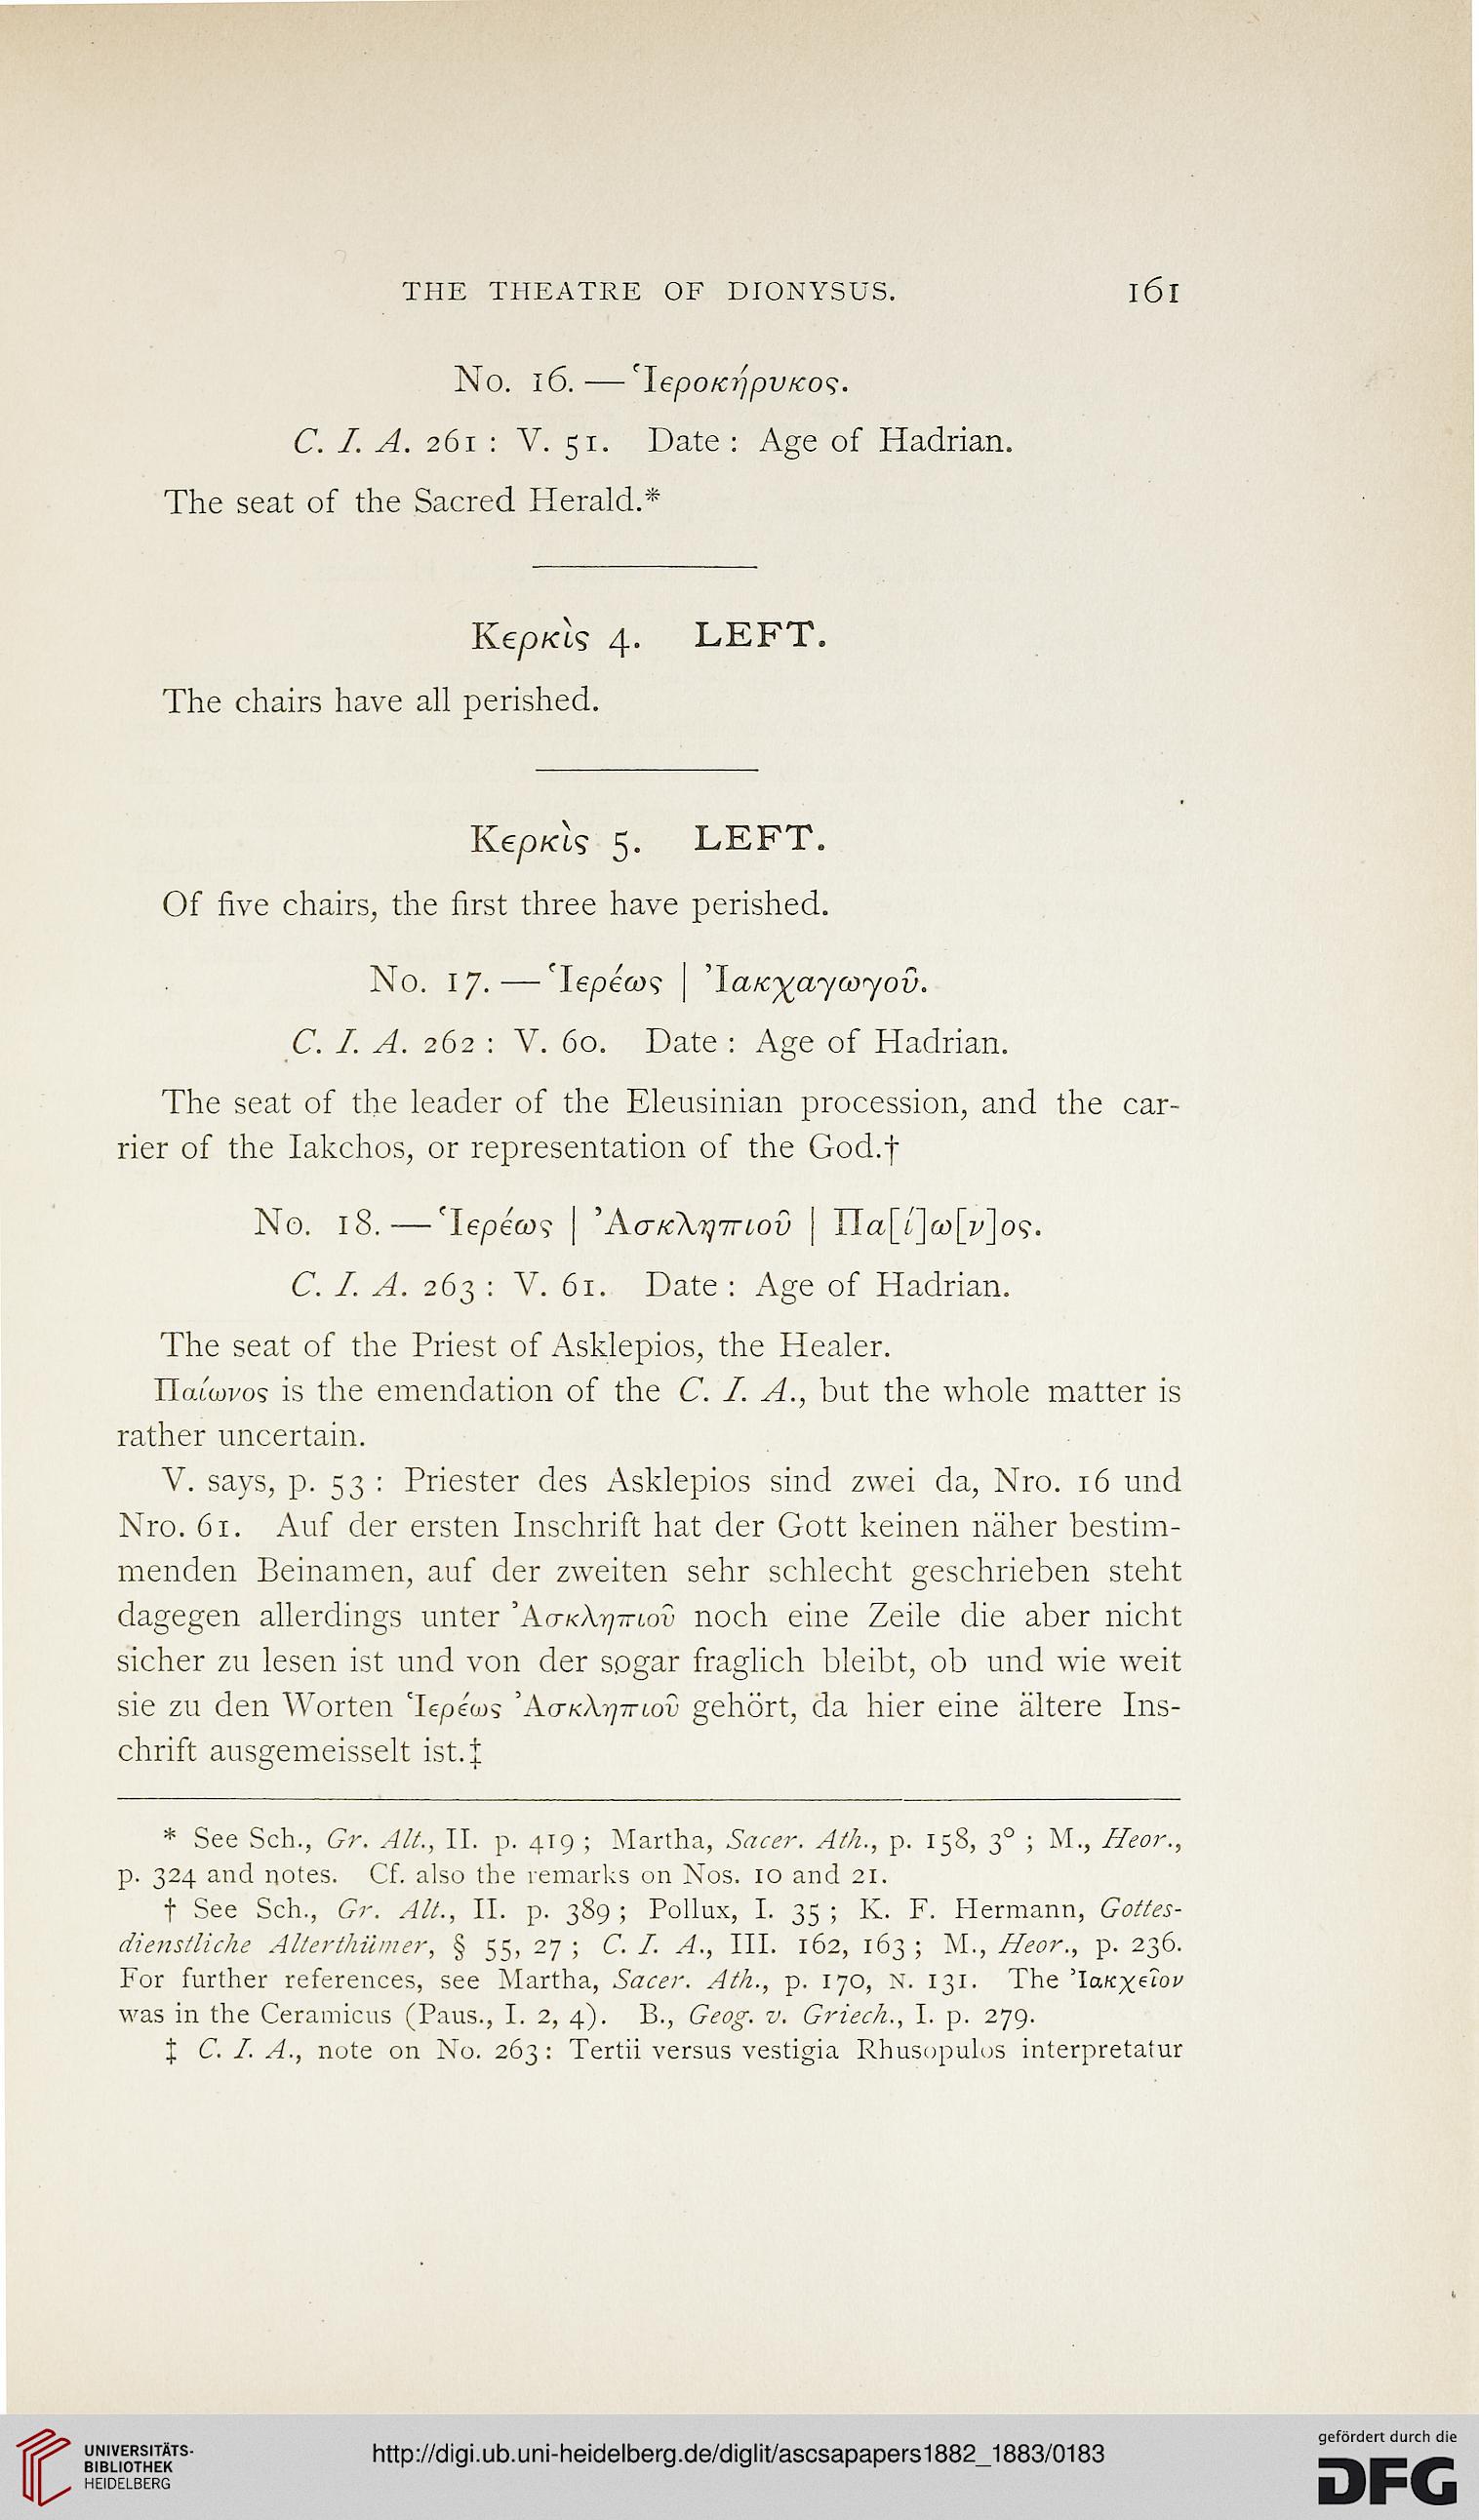 THE THEATRE OF DIONYSUS. 161
No. 16. — Ἱεροκήρυκος.
C. I. A. 261 : V. 51. Date : Age of Hadrian.
The seat of the Sacred Herald.*
Κερκὶς 4. LEFT.
The chairs have all perished.
Κερκὶς 5. LEFT.
Of five chairs, the first three have perished.
No. 17. — Ἱερέως | Ἰακχαγωγοῦ.
C. I. A. 262 : V. 60. Date : Age of Hadrian.
The seat of the leader of the Eleusinian procession, and the car-
rier of the Iakchos, or representation of the God.†
No. 18. — Ἱερέως | Ἀσκληπιοῦ | Πα[ί]ω[ν]ος.
C. I. A. 263 : V. 61. Date : Age of Hadrian.
The seat of the Priest of Asklepios, the Healer.
Παίωνος is the emendation of the C. I. A., but the whole matter is
rather uncertain.
V. says, p. 53 : Priester des Asklepios sind zwei da, Nro. 16 und
Nro. 61. Auf der ersten Inschrift hat der Gott keinen näher bestim-
menden Beinamen, auf der zweiten sehr schlecht geschrieben steht
dagegen allerdings unter Ἀσκληπιοῦ noch eine Zeile die aber nicht
sicher zu lesen ist und von der sogar fraglich bleibt, ob und wie weit
sie zu den Worten Ἱερέως Ἀσκληπιοῦ gehört, da hier eine ältere Ins-
chrift ausgemeisselt ist.‡
* See Sch., Gr. Alt., II. p. 419 ; Martha, Sacer. Ath., p. 158, 3° ; M., Heor.,
p. 324 and notes. Cf. also the remarks on Nos. 10 and 21.
† See Sch., Gr. Alt., II. p. 389 ; Pollux, I. 35 ; K. F. Hermann, Gottes-
dienstliche Alterthümer, § 55, 27 ; C. I. A., III. 162, 163 ; M., Heor., p. 236.
For further references, see Martha, Sacer. Ath., p. 170, N. 131. The Ἰακχεῖον
was in the Ceramicus (Paus., I. 2, 4). B., Geog. v. Griech., I. p. 279.
‡ C. I. A., note on No. 263 : Tertii versus vestigia Rhusopulos interpretatur
UNIVERSITÄTS-
BIBLIOTHEK
HEIDELBERG
http://digi.ub.uni-heidelberg.de/diglit/ascsapapers1882_1883/0183
gefördert durch die
DFG